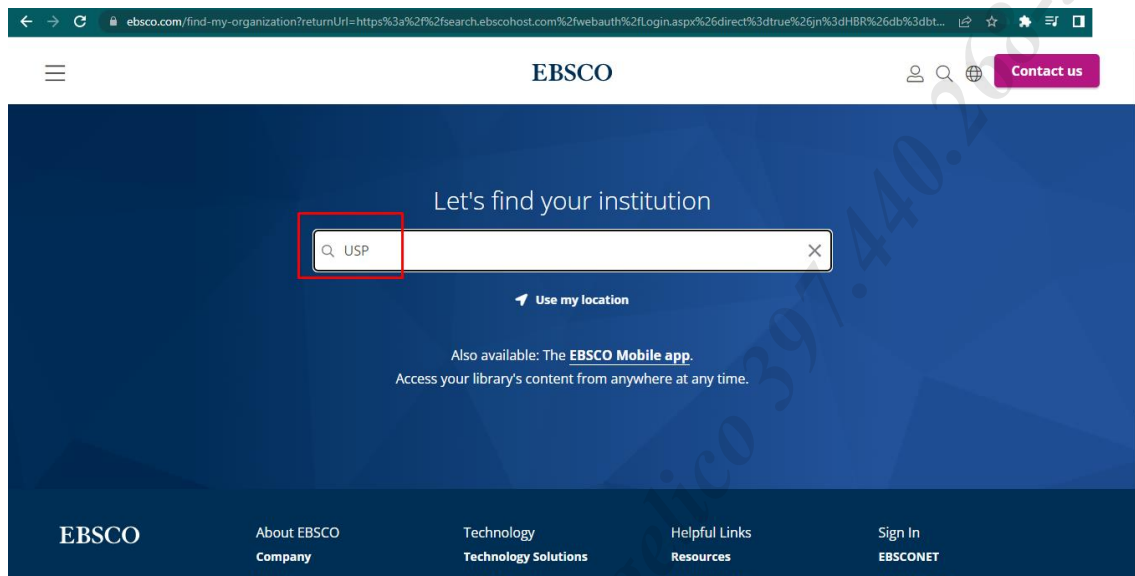 ebsco.com/find-my-organization?returnUrl=https%3a%2f%2fsearch.ebscohost.com%2fwebauth%2fLogin.aspx%26direct%3dtrue%26jn%3dHBR%26db%3dbt...
EBSCO
Contact us
Let's find your institution
USP
Use my location
Also available: The EBSCO Mobile app.
Access your library's content from anywhere at any time.
EBSCO
About EBSCO
Technology
Helpful Links
Sign In
Company
Technology Solutions
Resources
EBSCONET
397.440.268